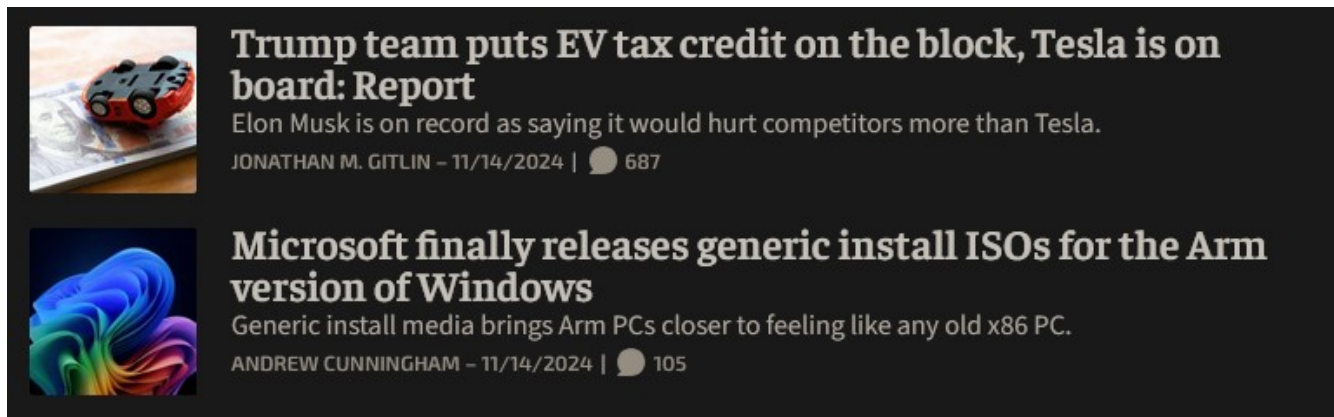 Trump team puts EV tax credit on the block, Tesla is on
board: Report
Elon Musk is on record as saying it would hurt competitors more than Tesla.
JONATHAN M. GITLIN – 11/14/2024 | 687
Microsoft finally releases generic install ISOs for the Arm
version of Windows
Generic install media brings Arm PCs closer to feeling like any old x86 PC.
ANDREW CUNNINGHAM – 11/14/2024 | 105